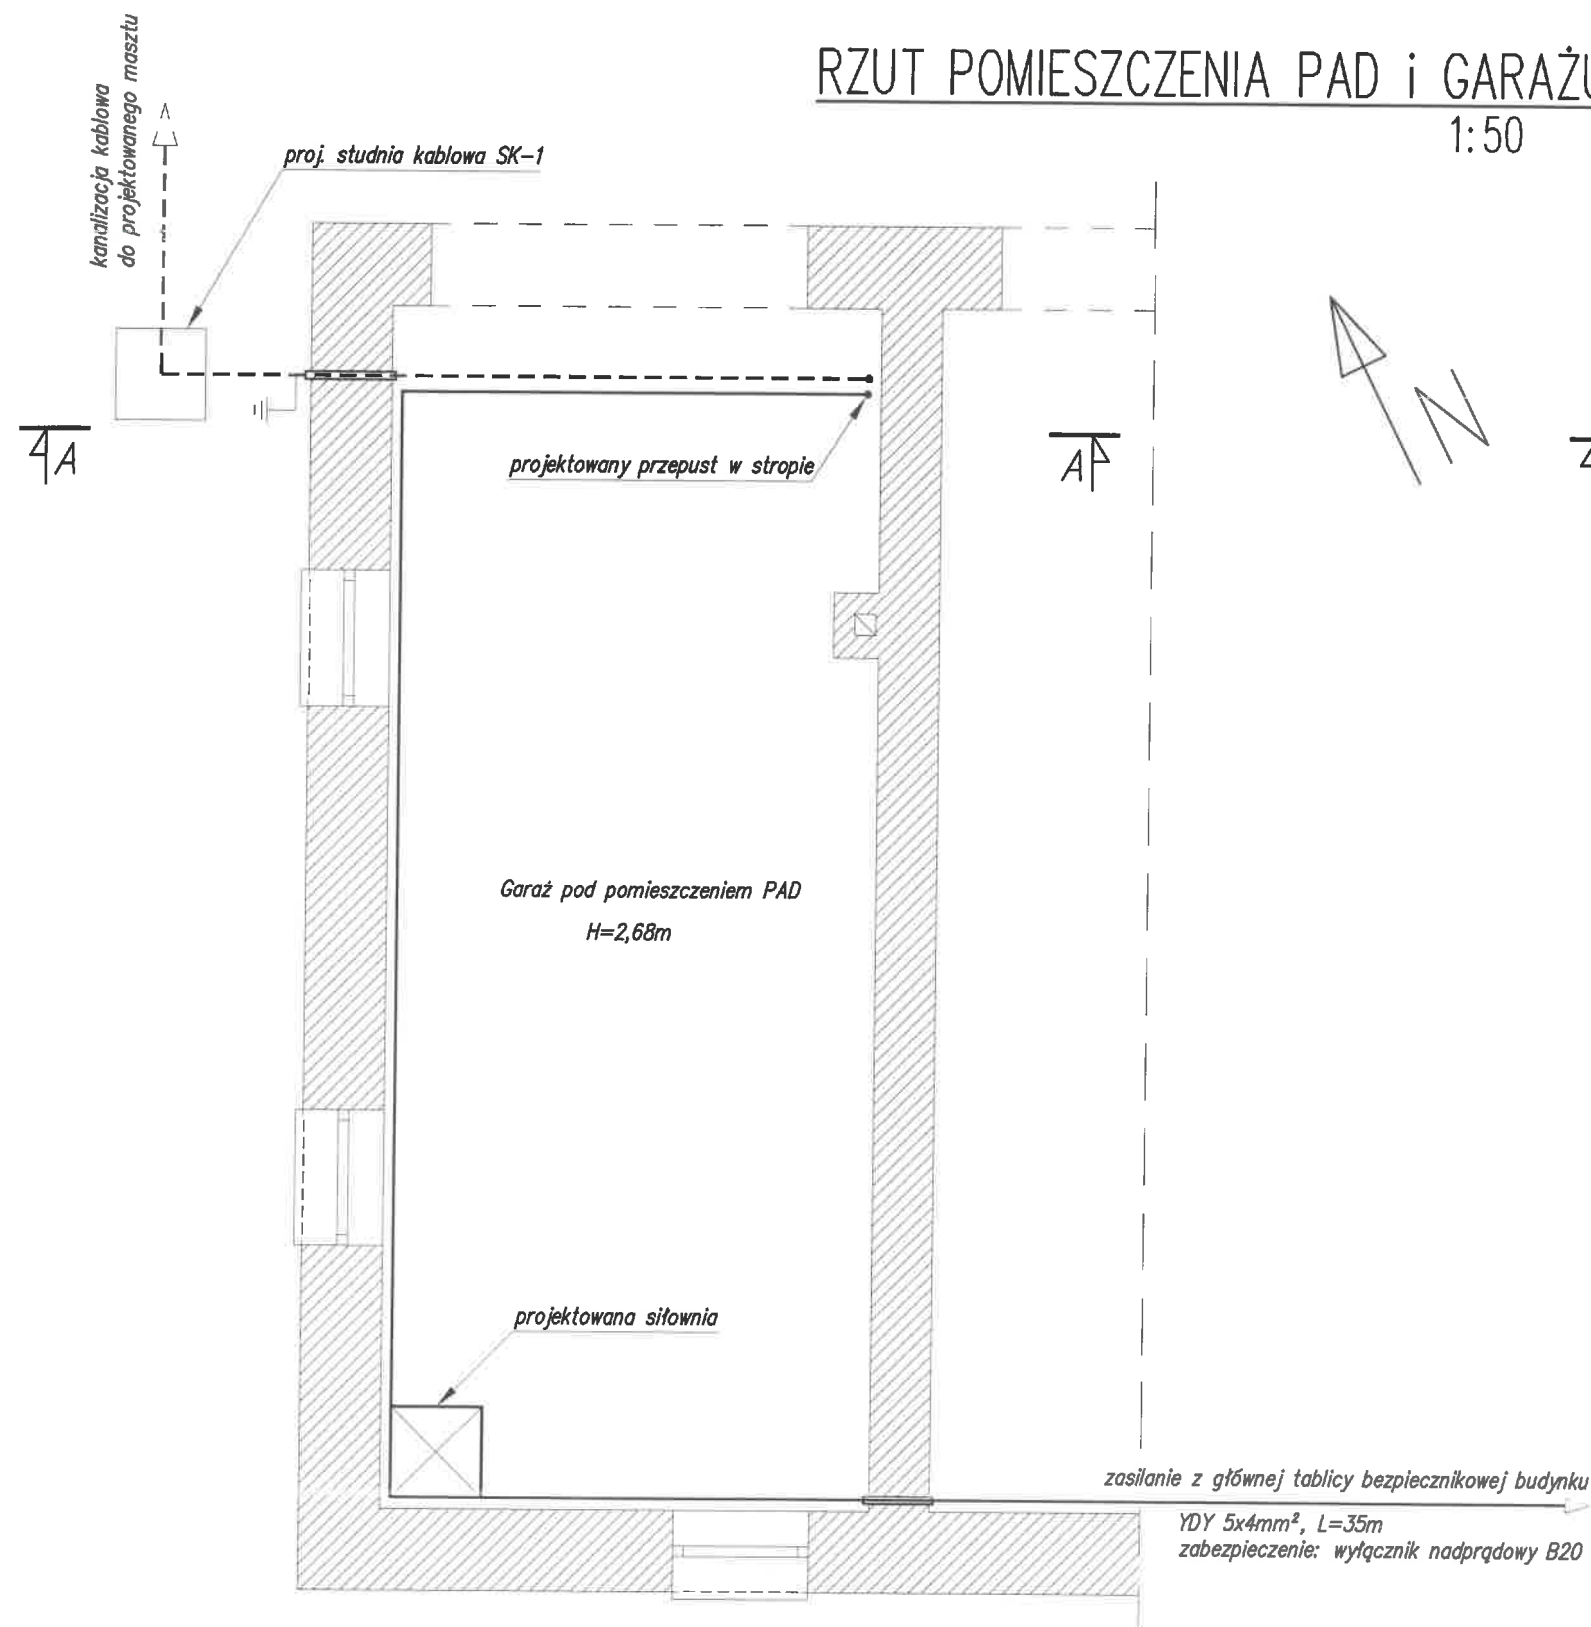 RZUT POMIESZCZENIA PAD i GARAŻU
1:50
kanalizacja kablowa
do projektowanego masztu
proj. studnia kablowa SK-1
A
A
N
projektowany przepust w stropie
Garaż pod pomieszczeniem PAD
H=2,68m
projektowana siłownia
zasilanie z głównej tablicy bezpiecznikowej budynku
YDY 5x4mm², L=35m
zabezpieczenie: wyłącznik nadprądowy B20